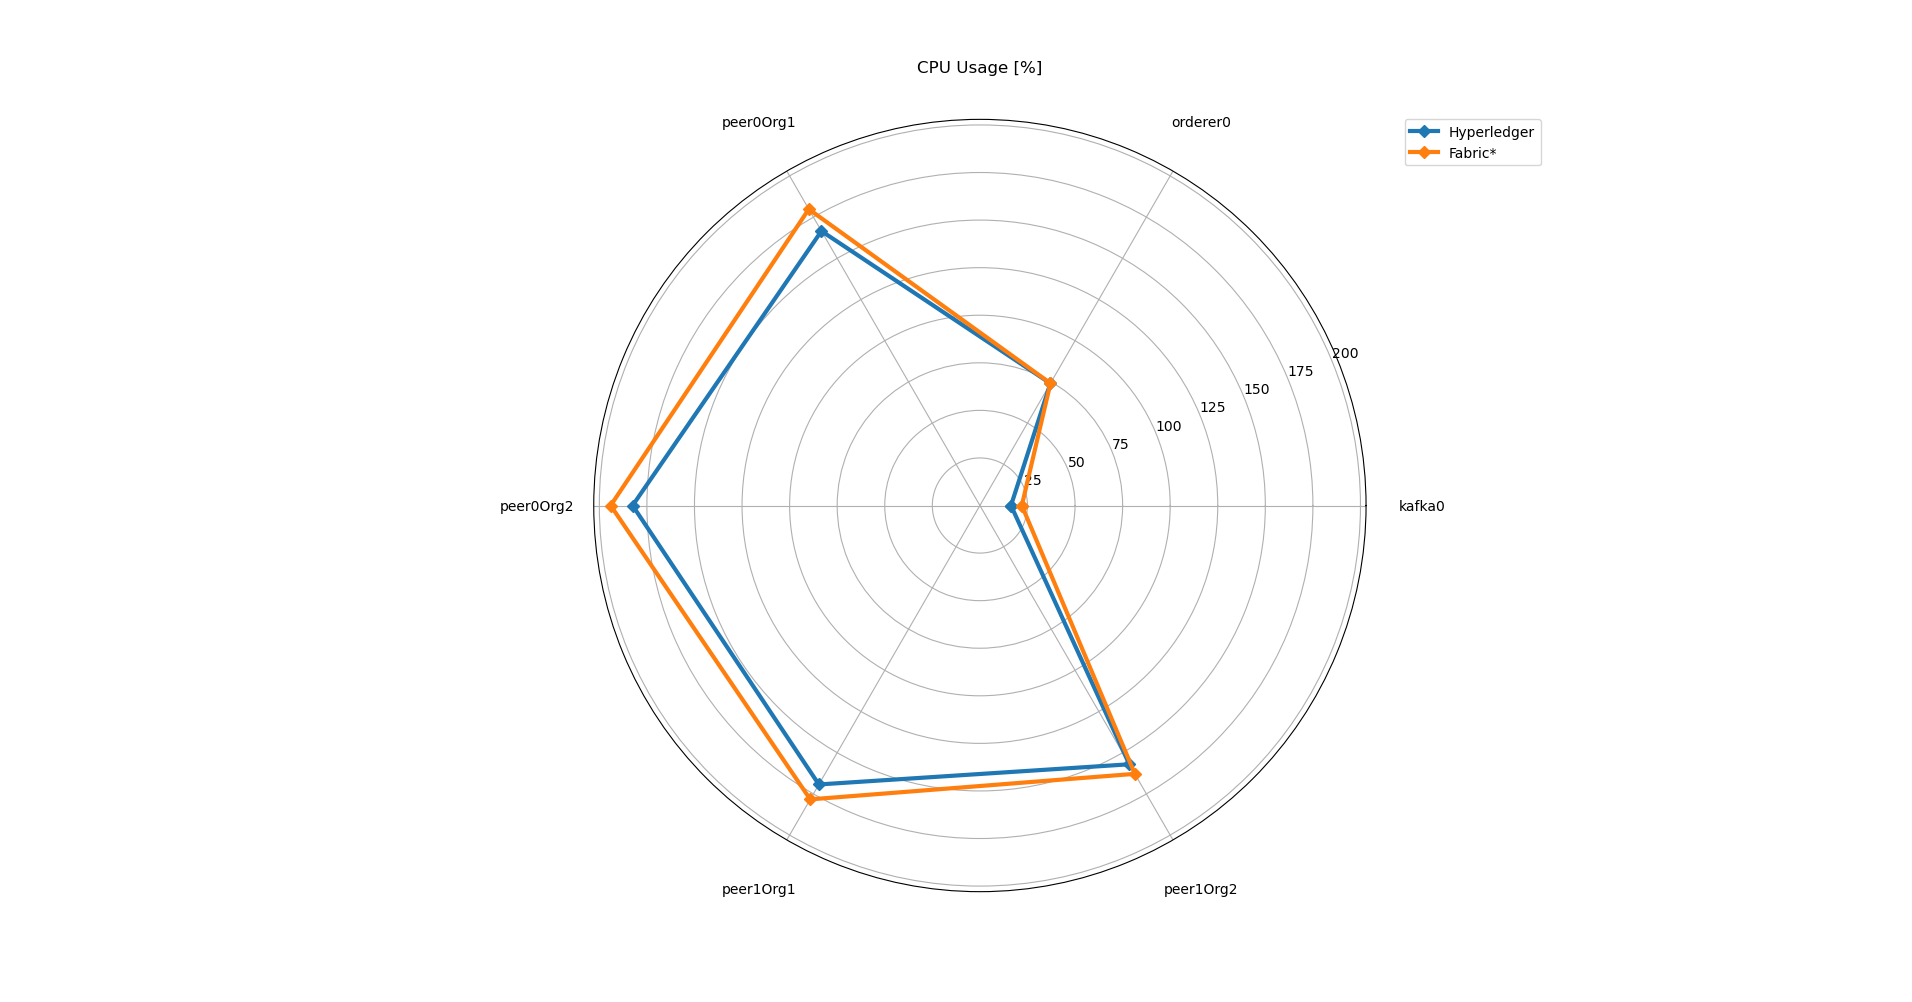 CPU Usage [%]
peer0Org1
orderer0
Hyperledger
Fabric*
200
175
150
125
100
75
50
25
peer0Org2
kafka0
peer1Org1
peer1Org2